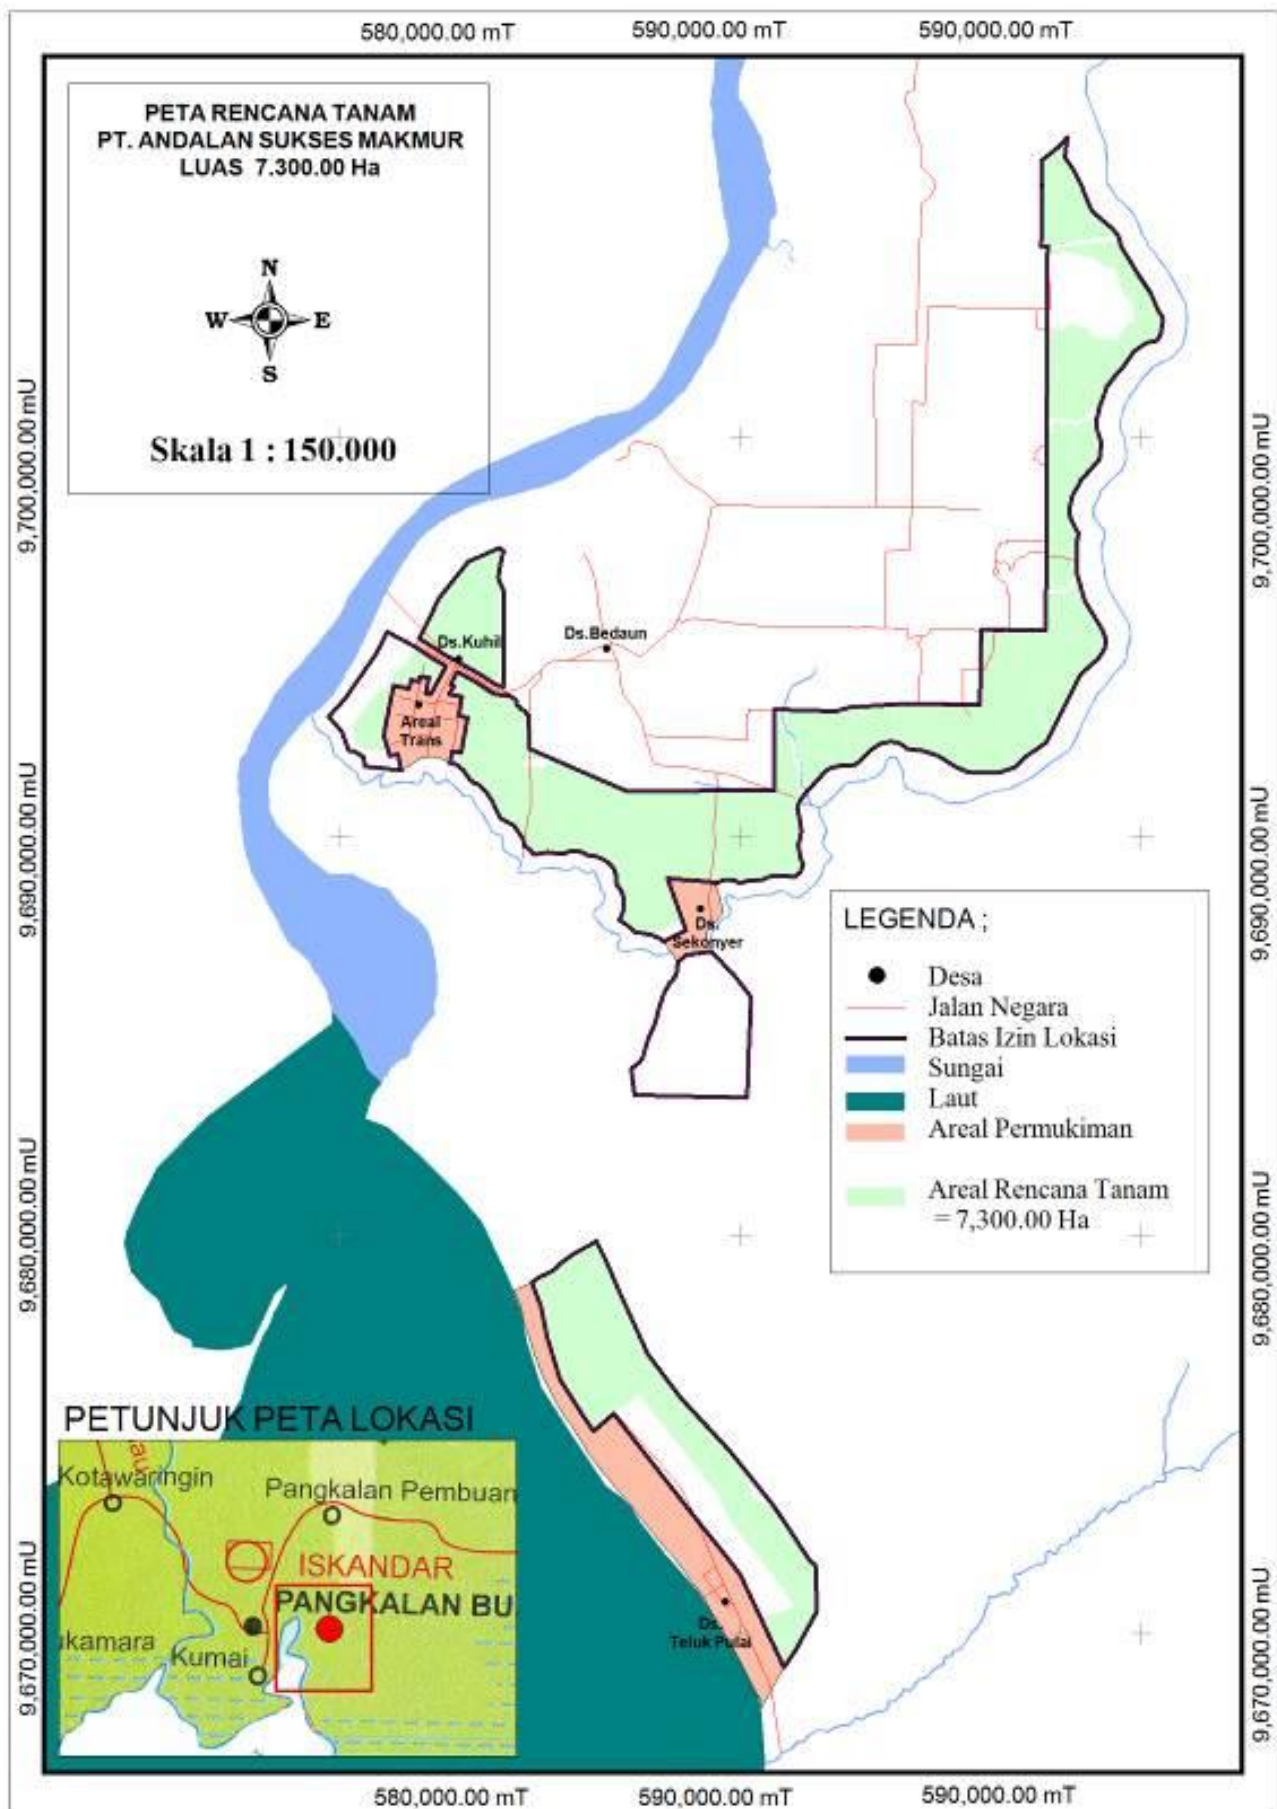 580,000.00 mT
590,000.00 mT
590,000.00 mT
PETA RENCANA TANAM
PT. ANDALAN SUKSES MAKMUR
LUAS 7.300.00 Ha
N
W
E
S
Skala 1 : 150.000
9,700,000.00 mU
9,700,000.00 mU
Ds.Kuhil
Ds.Bedaun
Areal
Trans
9,690,000.00 mU
9,690,000.00 mU
Ds.
Sekonyer
LEGENDA ;
Desa
Jalan Negara
Batas Izin Lokasi
Sungai
Laut
Areal Permukiman
Areal Rencana Tanam
= 7,300.00 Ha
9,680,000.00 mU
9,680,000.00 mU
PETUNJUK PETA LOKASI
Kotawaringin
Pangkalan Pembuan
ISKANDAR
PANGKALAN BU
ukamara
Kumai
Ds.
Teluk Pulai
9,670,000.00 mU
9,670,000.00 mU
580,000.00 mT
590,000.00 mT
590,000.00 mT